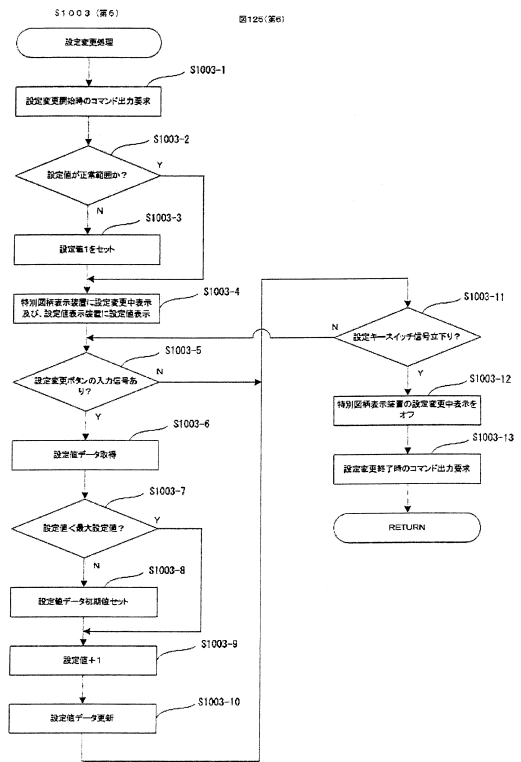 S1003（第6）
図125（第6）
設定変更処理
S1003-1
設定変更開始時のコマンド出力要求
S1003-2
設定値が正常範囲か？
Y
N
S1003-3
設定値1をセット
S1003-4
特別図柄表示装置に設定変更中表示
及び、設定値表示装置に設定値表示
S1003-5
設定変更ボタンの入力信号あ
り？
N
Y
S1003-6
設定値データ取得
S1003-7
設定値＜最大設定値？
Y
N
S1003-8
設定値データ初期値セット
S1003-9
設定値＋1
S1003-10
設定値データ更新
S1003-11
設定キースイッチ信号立下り？
N
Y
S1003-12
特別図柄表示装置の設定変更中表示を
オフ
S1003-13
設定変更終了時のコマンド出力要求
RETURN